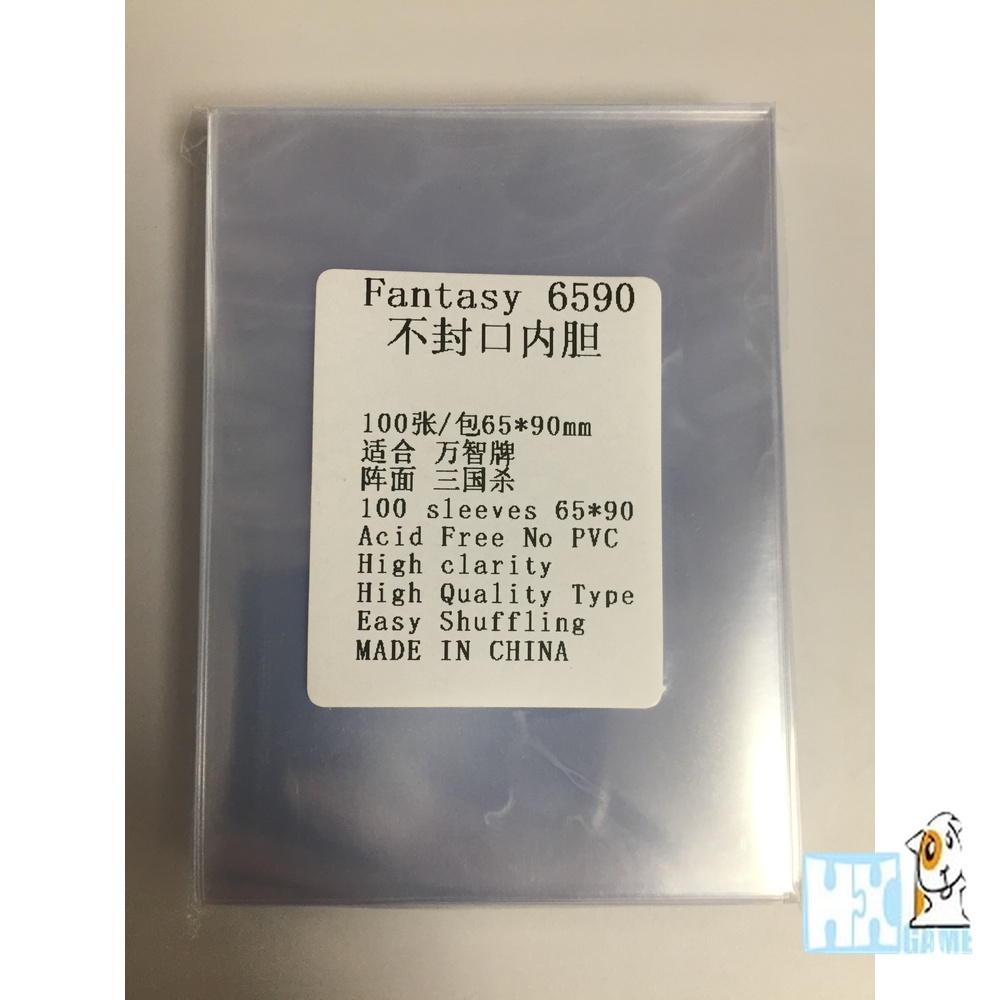 Fantasy 6590
不封口内胆
100张/包65*90mm
适合 万智牌
阵面 三国杀
100 sleeves 65*90
Acid Free No PVC
High clarity
High Quality Type
Easy Shuffling
MADE IN CHINA
HX
GAME